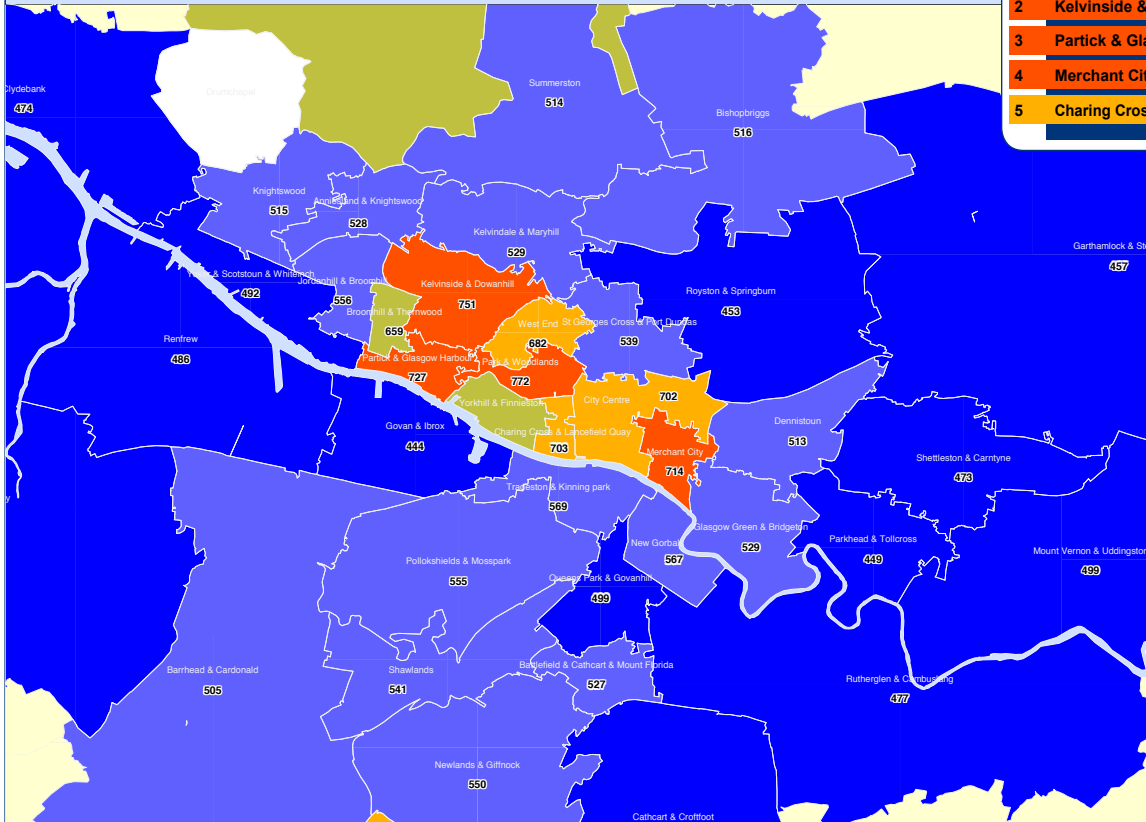 2 Kelvinside &
3 Partick & Gla
4 Merchant Cit
5 Charing Cros
Clydebank
474
Drumchapel
Summerston
514
Bishopbriggs
516
Knightswood
515
Anniesland & Knightswood
528
Kelvindale & Maryhill
529
Garthamlock & Ste
457
& Scotstoun & Whiteinch
492
Jordanhill & Broomhill
556
Kelvinside & Dowanhill
751
Royston & Springburn
453
Broomhill & Thornwood
659
West End
682
St Georges Cross & Port Dundas
539
Renfrew
486
Partick & Glasgow Harbour
727
Park & Woodlands
772
Yorkhill & Finnieston
City Centre
702
Govan & Ibrox
444
Charing Cross & Lancefield Quay
703
Merchant City
714
Dennistoun
513
Shettleston & Carntyne
473
y
Tradeston & Kinning park
569
New Gorbals
567
Glasgow Green & Bridgeton
529
Parkhead & Tollcross
449
Mount Vernon & Uddingston
499
Pollokshields & Mosspark
555
Queens Park & Govanhill
499
Barrhead & Cardonald
505
Shawlands
541
Battlefield & Cathcart & Mount Florida
527
Rutherglen & Cambuslang
477
Newlands & Giffnock
550
Cathcart & Croftfoot